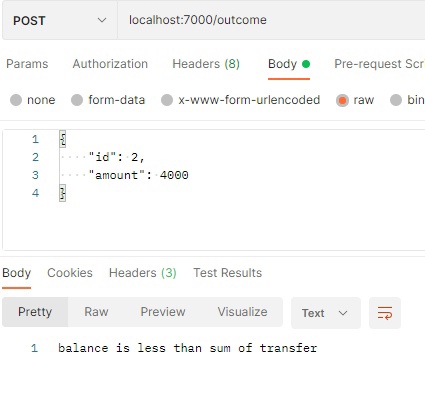 POST localhost:7000/outcome
Params Authorization Headers (8) Body Pre-request Scr
none form-data x-www-form-urlencoded raw bin
1 {
2 "id": 2,
3 "amount": 4000
4 }
Body Cookies Headers (3) Test Results
Pretty Raw Preview Visualize Text
1 balance is less than sum of transfer